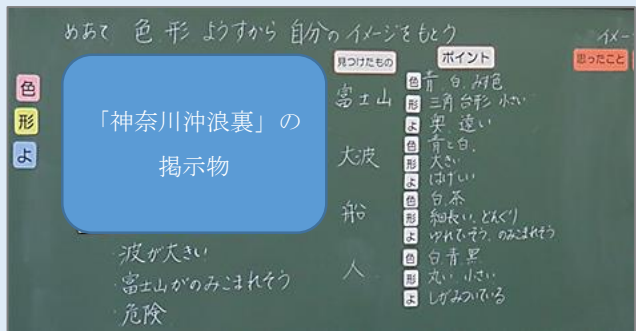 めあて 色 形 ようすから 自分のイメージをもとう
イメー
色
形
よ
「神奈川沖浪裏」の
掲示物
波が大きい
富士山がのみこまれそう
危険
見つけたもの
ポイント
思ったこと
富士山
色 青 白 みず色
形 三角 台形 小さい
よ 奥 遠い
大波
色 青と白
形 大きい
よ はげしい
船
色 白、茶
形 細長い、どんぐり
よ ゆれていそう、のみこまれそう
人
色 白 青 黒
形 丸い 小さい
よ しがみついている